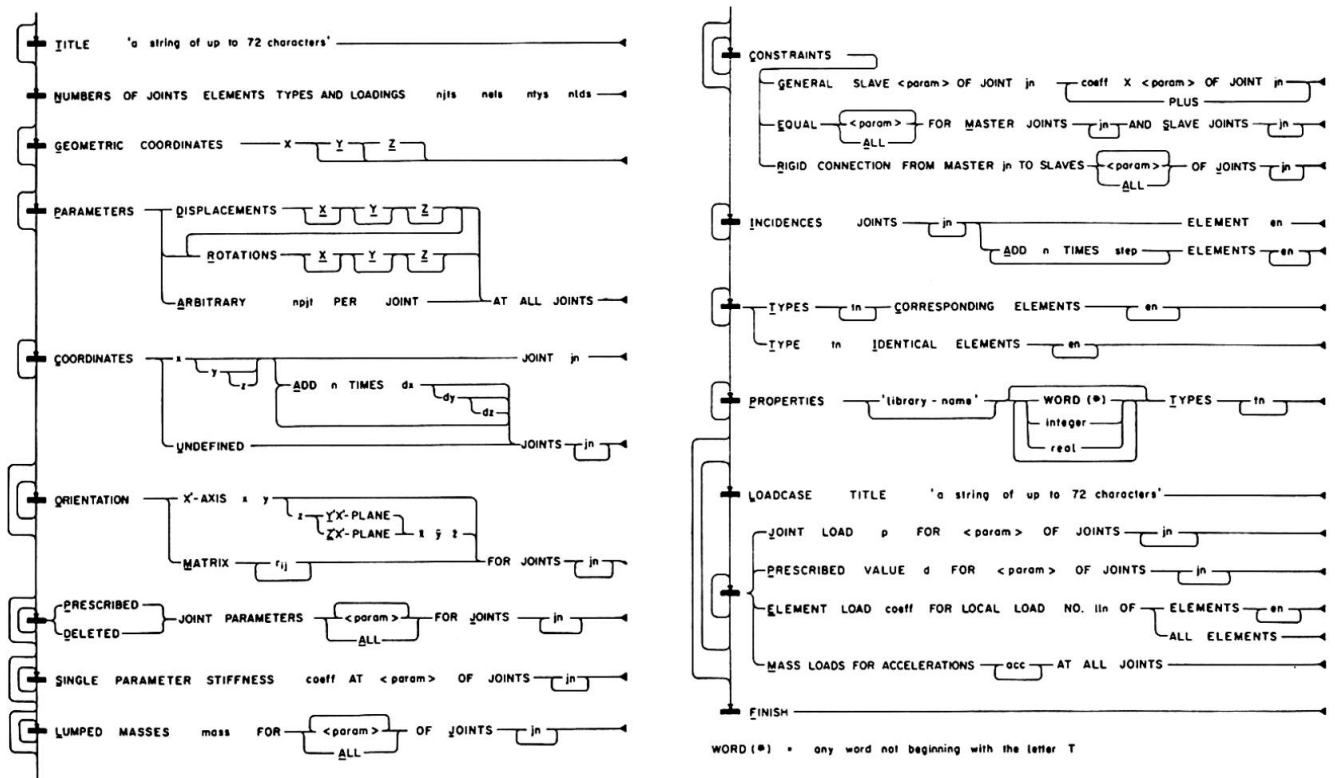 TITLE 'a string of up to 72 characters'
NUMBERS OF JOINTS ELEMENTS TYPES AND LOADINGS njts nels ntys nlds
GEOMETRIC COORDINATES X Y Z
PARAMETERS DISPLACEMENTS X Y Z
ROTATIONS X Y Z
ARBITRARY npjt PER JOINT AT ALL JOINTS
COORDINATES x y z JOINT jn
ADD n TIMES dx dy dz
UNDEFINED JOINTS jn
ORIENTATION X'-AXIS x y
z Y'X'-PLANE
Z'X'-PLANE x̄ ȳ z̄
MATRIX rij FOR JOINTS jn
PRESCRIBED
DELETED
JOINT PARAMETERS <param> FOR JOINTS jn
ALL
SINGLE PARAMETER STIFFNESS coeff AT <param> OF JOINTS jn
LUMPED MASSES mass FOR <param> OF JOINTS jn
ALL
CONSTRAINTS
GENERAL SLAVE <param> OF JOINT jn coeff X <param> OF JOINT jn
PLUS
EQUAL <param> FOR MASTER JOINTS jn AND SLAVE JOINTS jn
ALL
RIGID CONNECTION FROM MASTER jn TO SLAVES <param> OF JOINTS jn
ALL
INCIDENCES JOINTS jn ELEMENT en
ADD n TIMES step ELEMENTS en
TYPES tn CORRESPONDING ELEMENTS en
TYPE tn IDENTICAL ELEMENTS en
PROPERTIES 'library - name' WORD (*) TYPES tn
integer
real
LOADCASE TITLE 'a string of up to 72 characters'
JOINT LOAD p FOR <param> OF JOINTS jn
PRESCRIBED VALUE d FOR <param> OF JOINTS jn
ELEMENT LOAD coeff FOR LOCAL LOAD NO. lln OF ELEMENTS en
ALL ELEMENTS
MASS LOADS FOR ACCELERATIONS acc AT ALL JOINTS
FINISH
WORD (*) = any word not beginning with the letter T